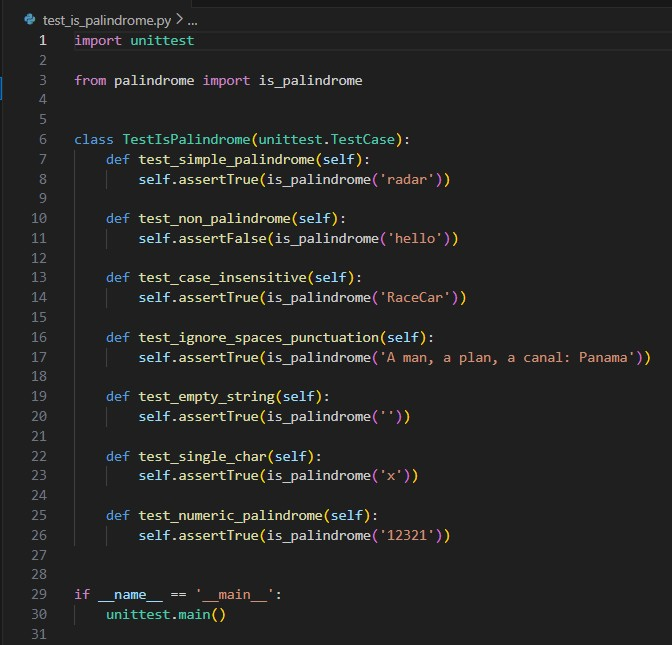 test_is_palindrome.py > ...
1 import unittest
2
3 from palindrome import is_palindrome
4
5
6 class TestIsPalindrome(unittest.TestCase):
7     def test_simple_palindrome(self):
8         self.assertTrue(is_palindrome('radar'))
9
10     def test_non_palindrome(self):
11         self.assertFalse(is_palindrome('hello'))
12
13     def test_case_insensitive(self):
14         self.assertTrue(is_palindrome('RaceCar'))
15
16     def test_ignore_spaces_punctuation(self):
17         self.assertTrue(is_palindrome('A man, a plan, a canal: Panama'))
18
19     def test_empty_string(self):
20         self.assertTrue(is_palindrome(''))
21
22     def test_single_char(self):
23         self.assertTrue(is_palindrome('x'))
24
25     def test_numeric_palindrome(self):
26         self.assertTrue(is_palindrome('12321'))
27
28
29 if __name__ == '__main__':
30     unittest.main()
31